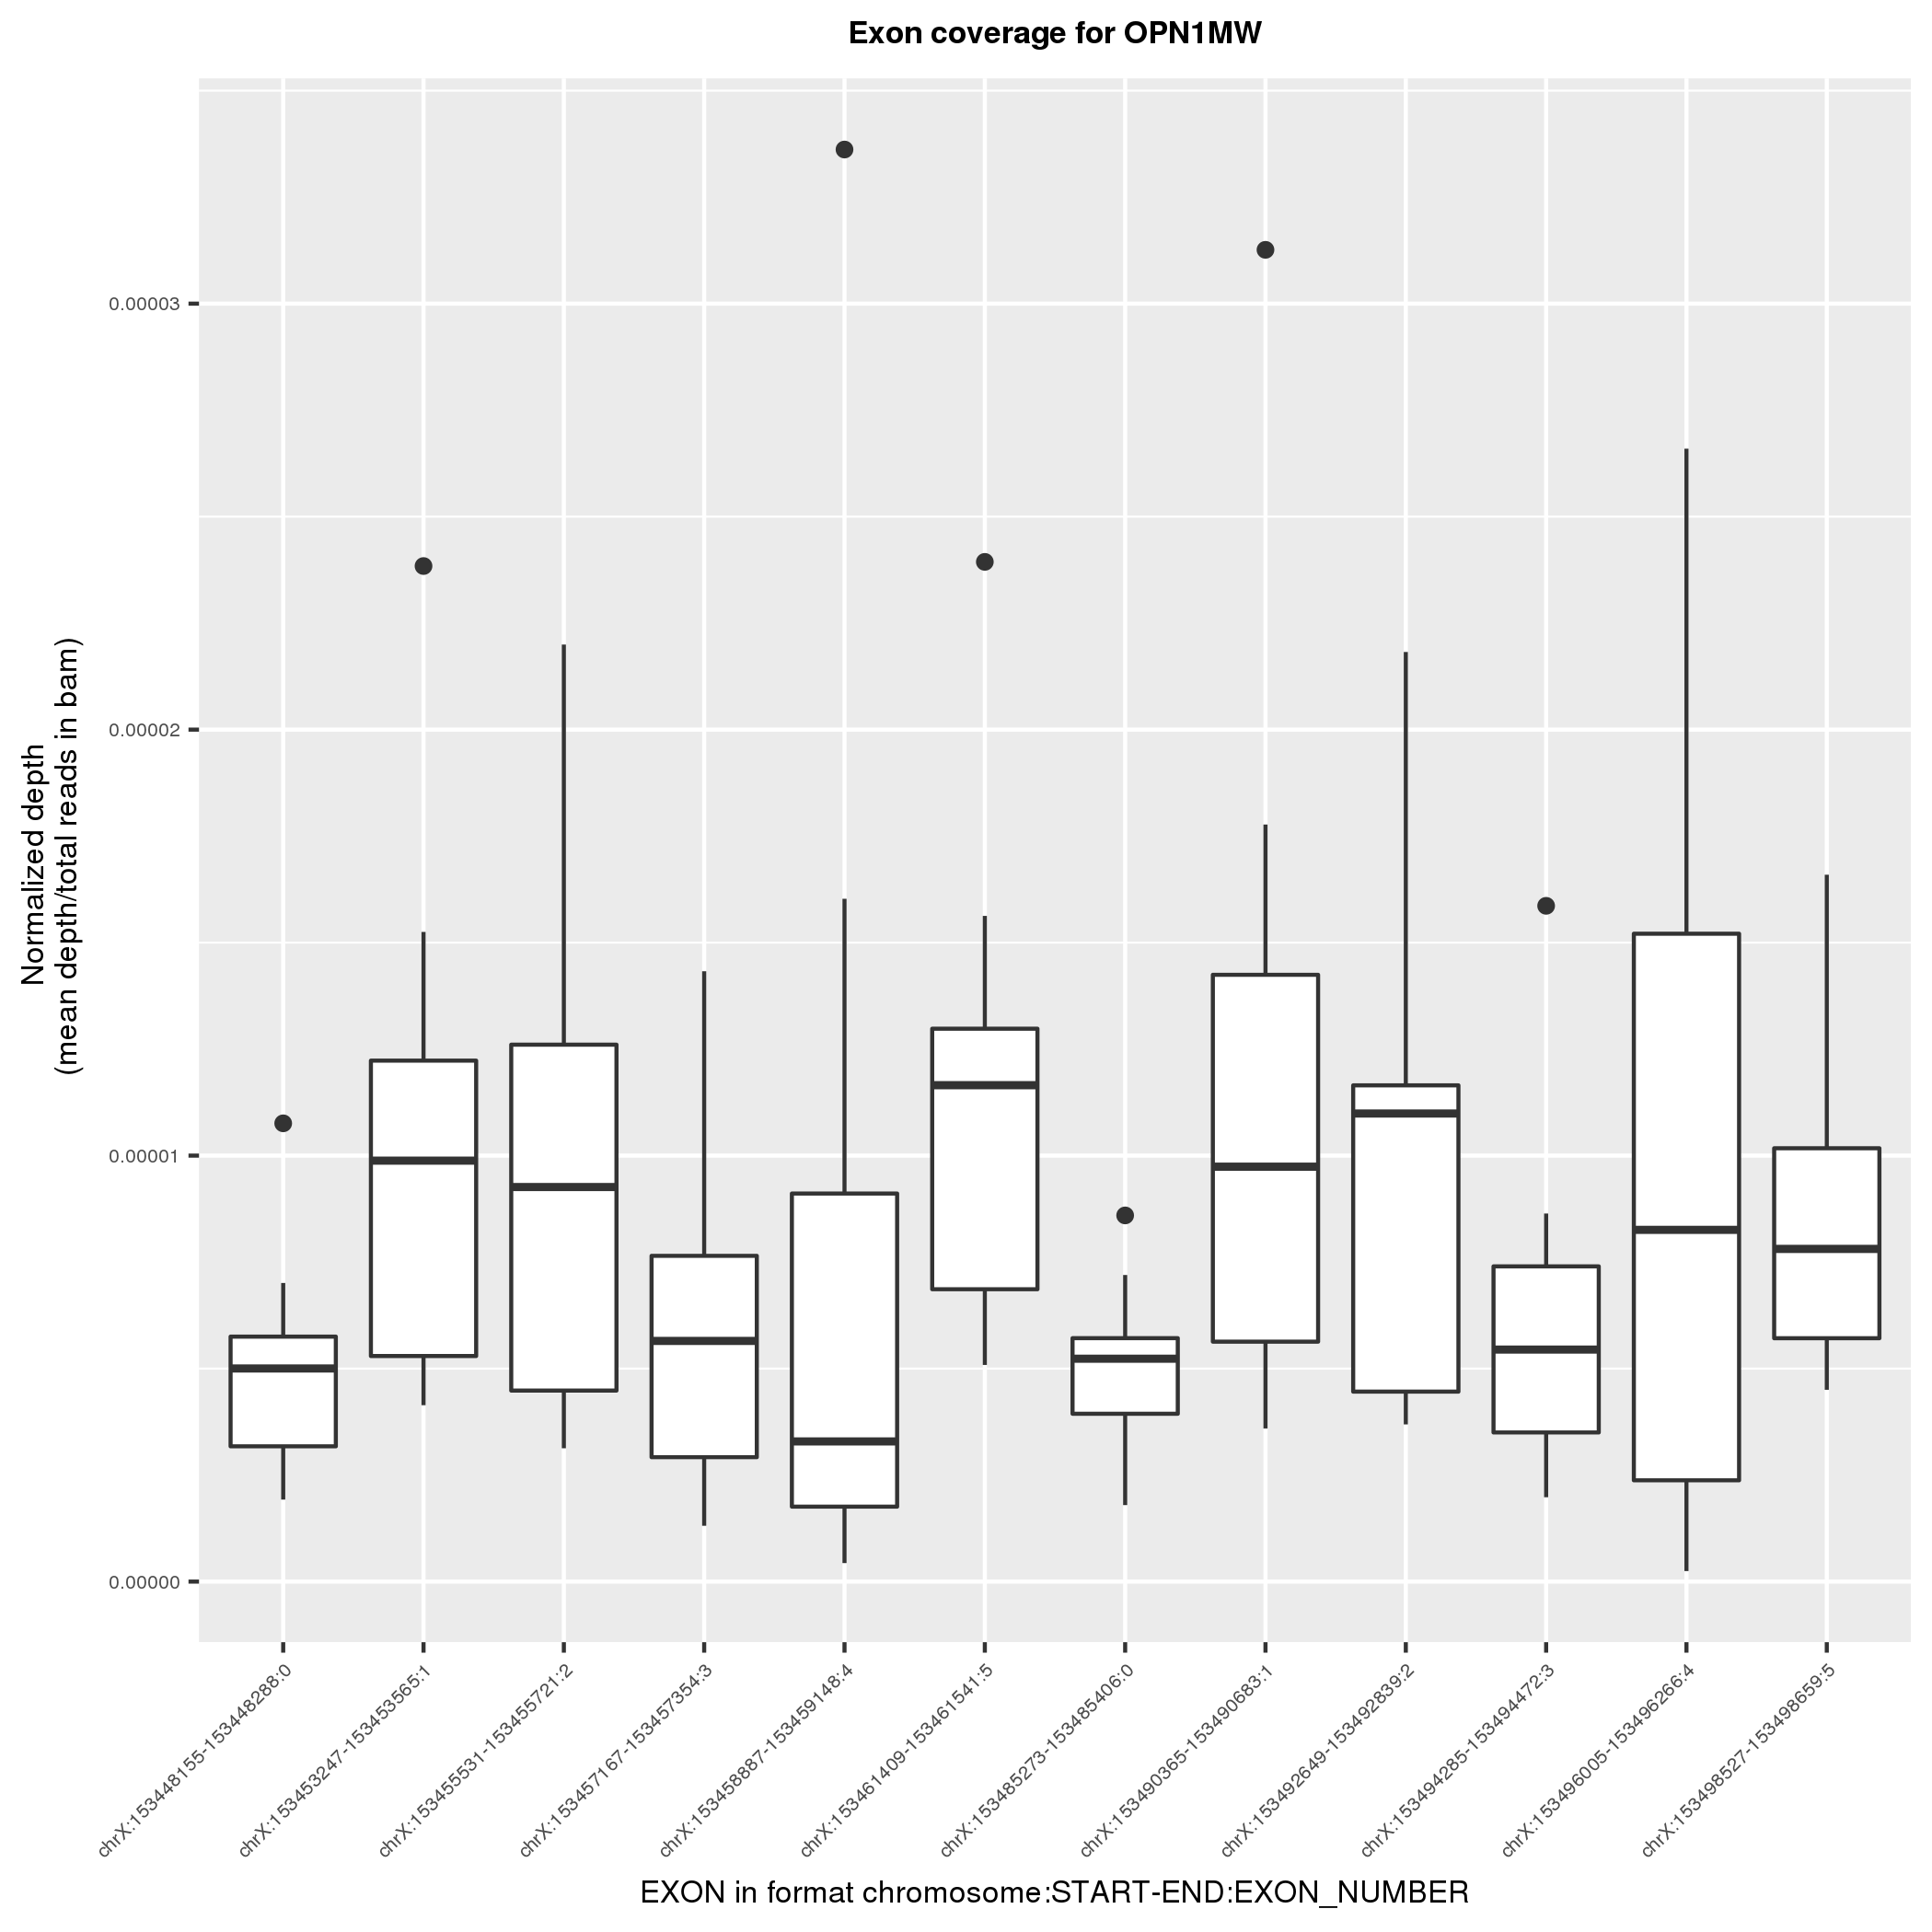 Exon coverage for OPN1MW
Normalized depth
(mean depth/total reads in bam)
0.00003
0.00002
0.00001
0.00000
chrX:153448155-153448288:0
chrX:153453247-153453565:1
chrX:153455531-153455721:2
chrX:153457167-153457354:3
chrX:153458887-153459148:4
chrX:153461409-153461541:5
chrX:153485273-153485406:0
chrX:153490365-153490683:1
chrX:153492649-153492839:2
chrX:153494285-153494472:3
chrX:153496005-153496266:4
chrX:153498527-153498659:5
EXON in format chromosome:START-END:EXON_NUMBER